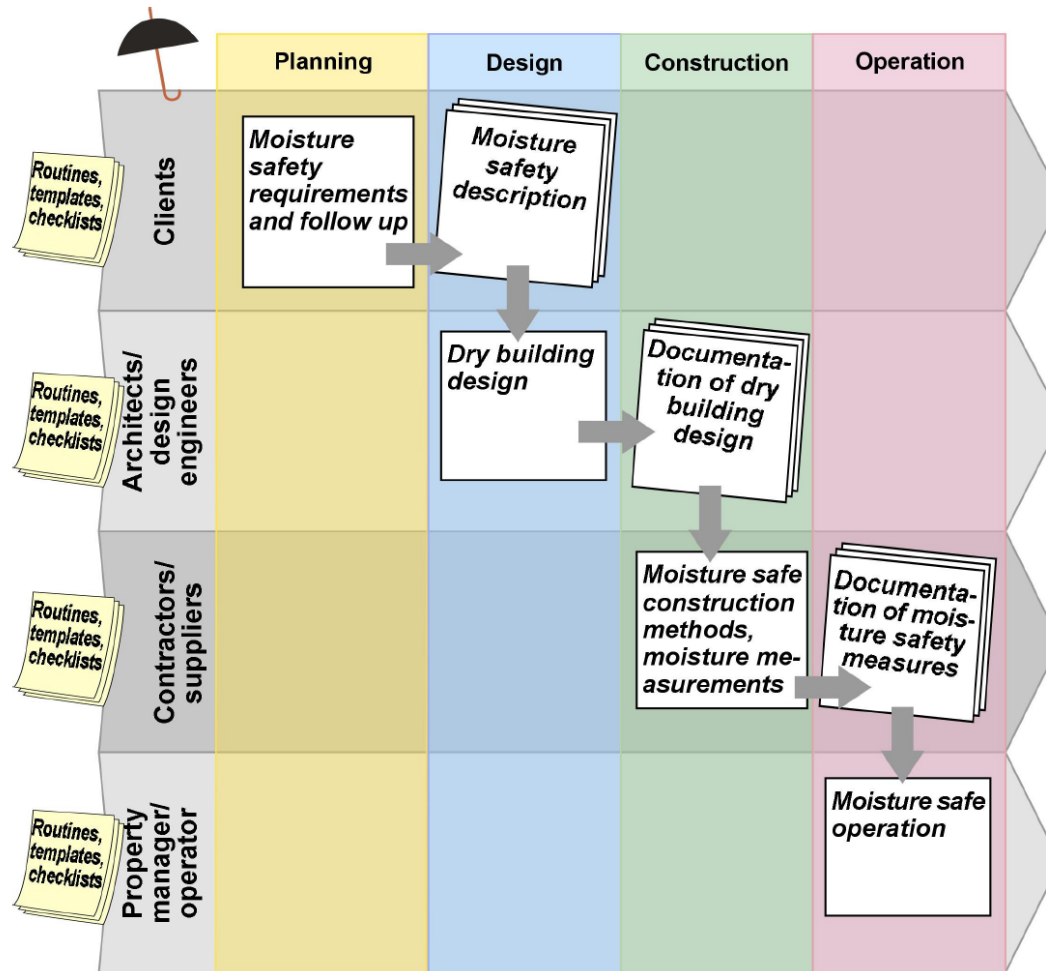 Planning
Design
Construction
Operation
Routines,
templates,
checklists
Clients
Moisture
safety
requirements
and follow up
Moisture
safety
description
Routines,
templates,
checklists
Architects/
design
engineers
Dry building
design
Documenta-
tion of dry
building
design
Routines,
templates,
checklists
Contractors/
suppliers
Moisture safe
construction
methods,
moisture me-
asurements
Documenta-
tion of mois-
ture safety
measures
Routines,
templates,
checklists
Property
manager/
operator
Moisture safe
operation